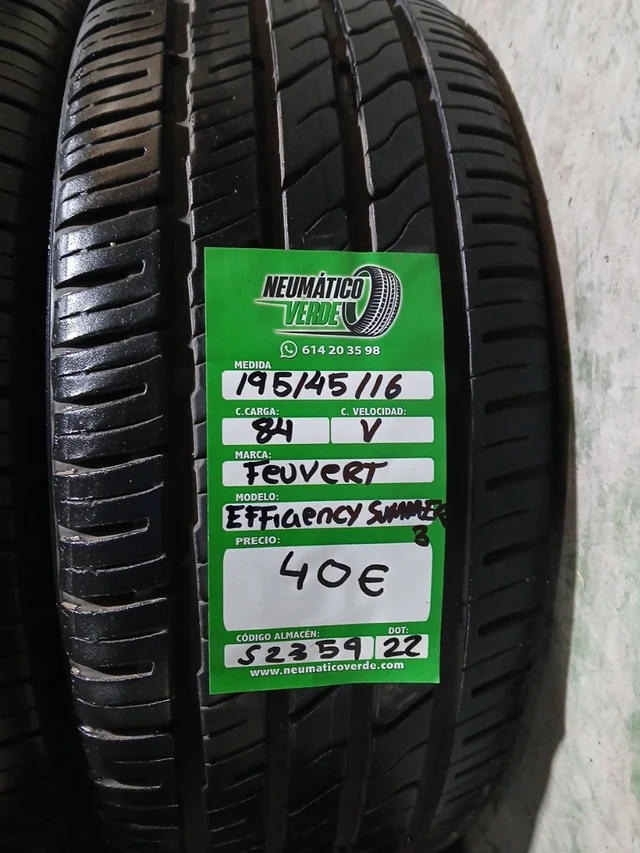 NEUMÁTICO
VERDE
614 20 35 98
MEDIDA
195/45/16
C.CARGA: C. VELOCIDAD:
84 V
MARCA:
FEUVERT
MODELO:
EFFiciENCY SUMMER
3
PRECIO:
40€
CÓDIGO ALMACÉN: DOT:
S2359 22
www.neumaticoverde.com